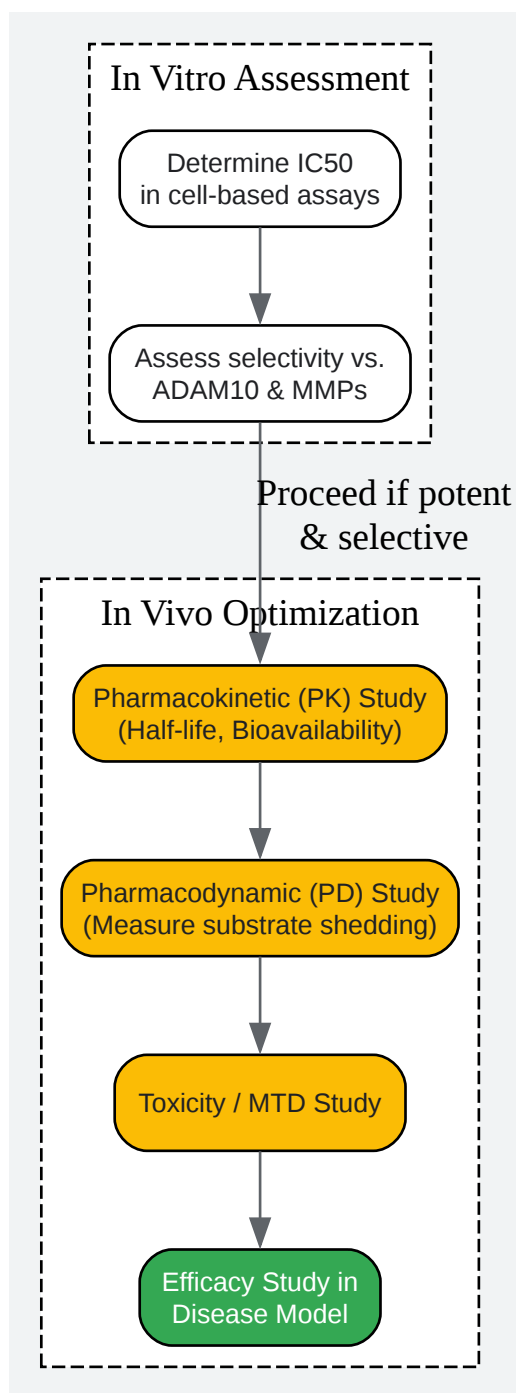 In Vitro Assessment
Determine IC50
in cell-based assays
Assess selectivity vs.
ADAM10 & MMPs
Proceed if potent
& selective
In Vivo Optimization
Pharmacokinetic (PK) Study
(Half-life, Bioavailability)
Pharmacodynamic (PD) Study
(Measure substrate shedding)
Toxicity / MTD Study
Efficacy Study in
Disease Model